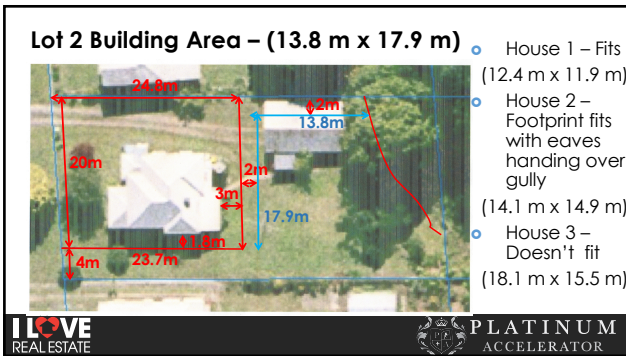 Lot 2 Building Area – (13.8 m x 17.9 m)
24.8m
2m
13.8m
20m
2m
3m
17.9m
1.8m
23.7m
4m
House 1 – Fits
(12.4 m x 11.9 m)
House 2 –
Footprint fits
with eaves
handing over
gully
(14.1 m x 14.9 m)
House 3 –
Doesn't fit
(18.1 m x 15.5 m)
I LOVE
REAL ESTATE
PLATINUM
ACCELERATOR